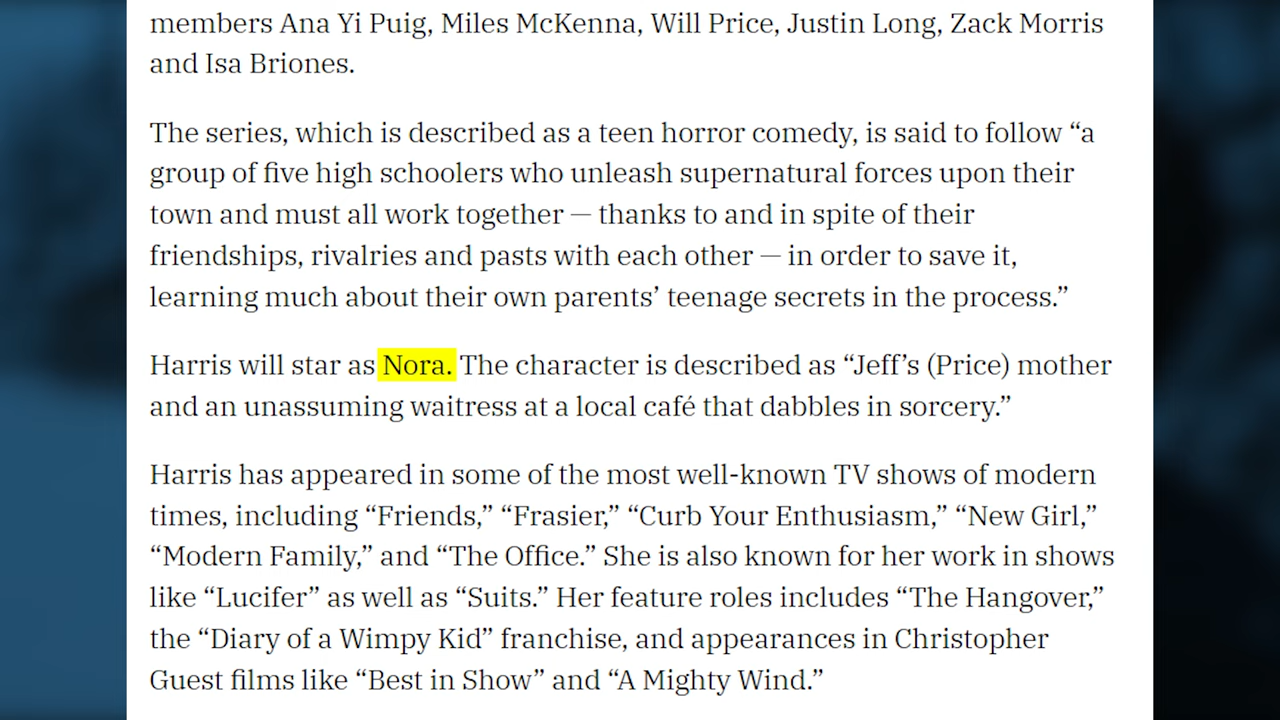 members Ana Yi Puig, Miles McKenna, Will Price, Justin Long, Zack Morris
and Isa Briones.
The series, which is described as a teen horror comedy, is said to follow “a
group of five high schoolers who unleash supernatural forces upon their
town and must all work together — thanks to and in spite of their
friendships, rivalries and pasts with each other — in order to save it,
learning much about their own parents’ teenage secrets in the process.”
Harris will star as Nora. The character is described as “Jeff’s (Price) mother
and an unassuming waitress at a local café that dabbles in sorcery.”
Harris has appeared in some of the most well-known TV shows of modern
times, including “Friends,” “Frasier,” “Curb Your Enthusiasm,” “New Girl,”
“Modern Family,” and “The Office.” She is also known for her work in shows
like “Lucifer” as well as “Suits.” Her feature roles includes “The Hangover,”
the “Diary of a Wimpy Kid” franchise, and appearances in Christopher
Guest films like “Best in Show” and “A Mighty Wind.”